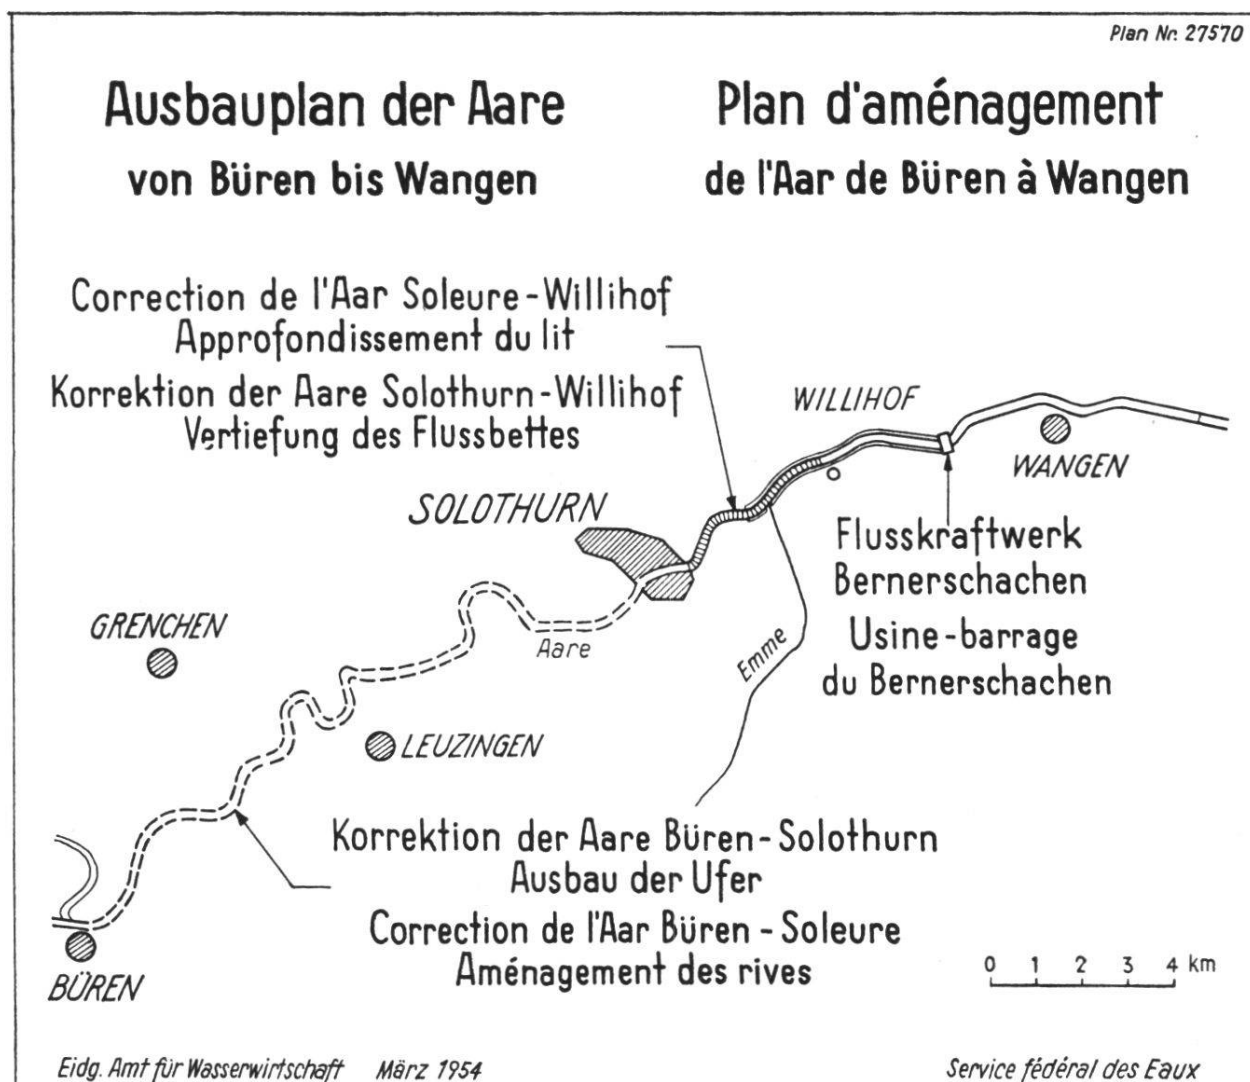 Plan Nr. 27570
Ausbauplan der Aare
von Büren bis Wangen
Plan d'aménagement
de l'Aar de Büren à Wangen
Correction de l'Aar Soleure-Willihof
Approfondissement du lit
Korrektion der Aare Solothurn-Willihof
Vertiefung des Flussbettes
WILLIHOF
WANGEN
SOLOTHURN
Flusskraftwerk
Bernerschachen
Usine-barrage
du Bernerschachen
GRENCHEN
Aare
Emme
LEUZINGEN
Korrektion der Aare Büren-Solothurn
Ausbau der Ufer
Correction de l'Aar Büren - Soleure
Aménagement des rives
BÜREN
0 1 2 3 4 km
Eidg. Amt für Wasserwirtschaft März 1954
Service fédéral des Eaux